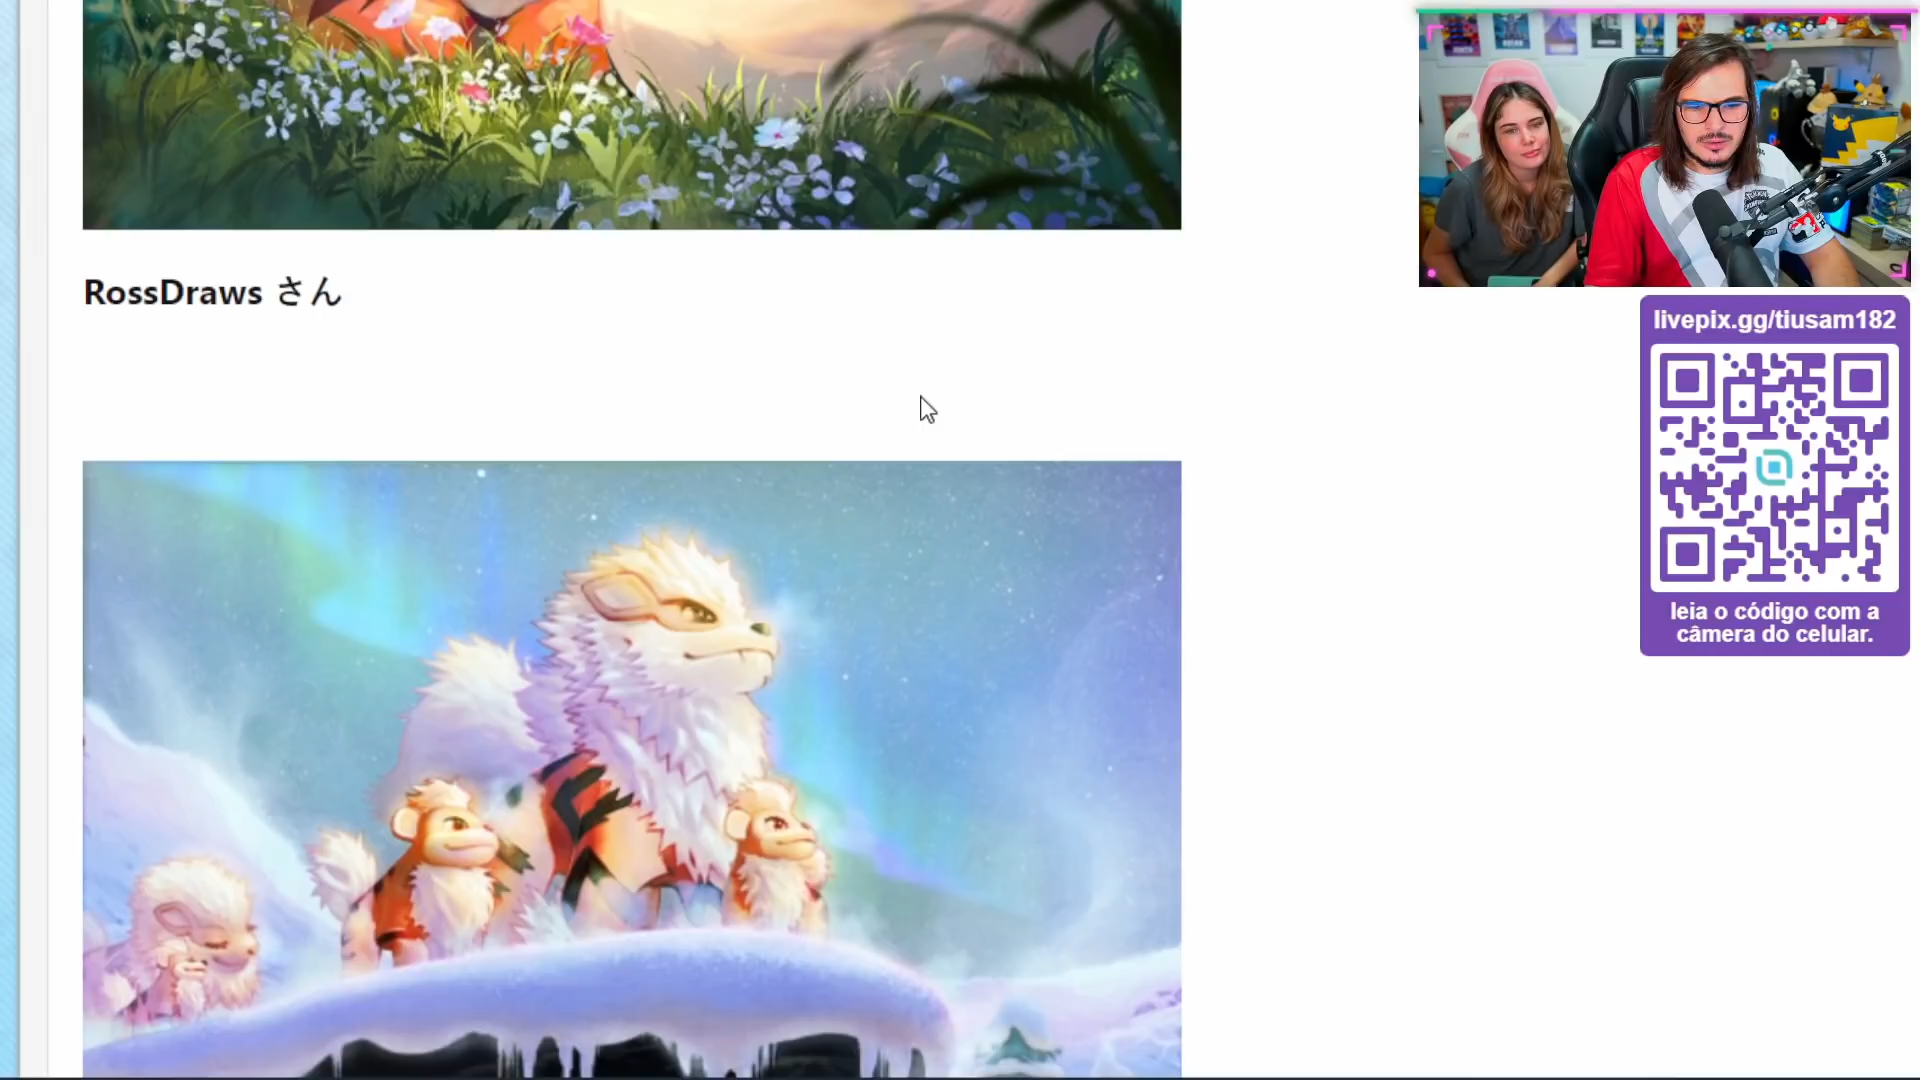 RossDraws さん
livepix.gg/tiusam182
leia o código com a
câmera do celular.